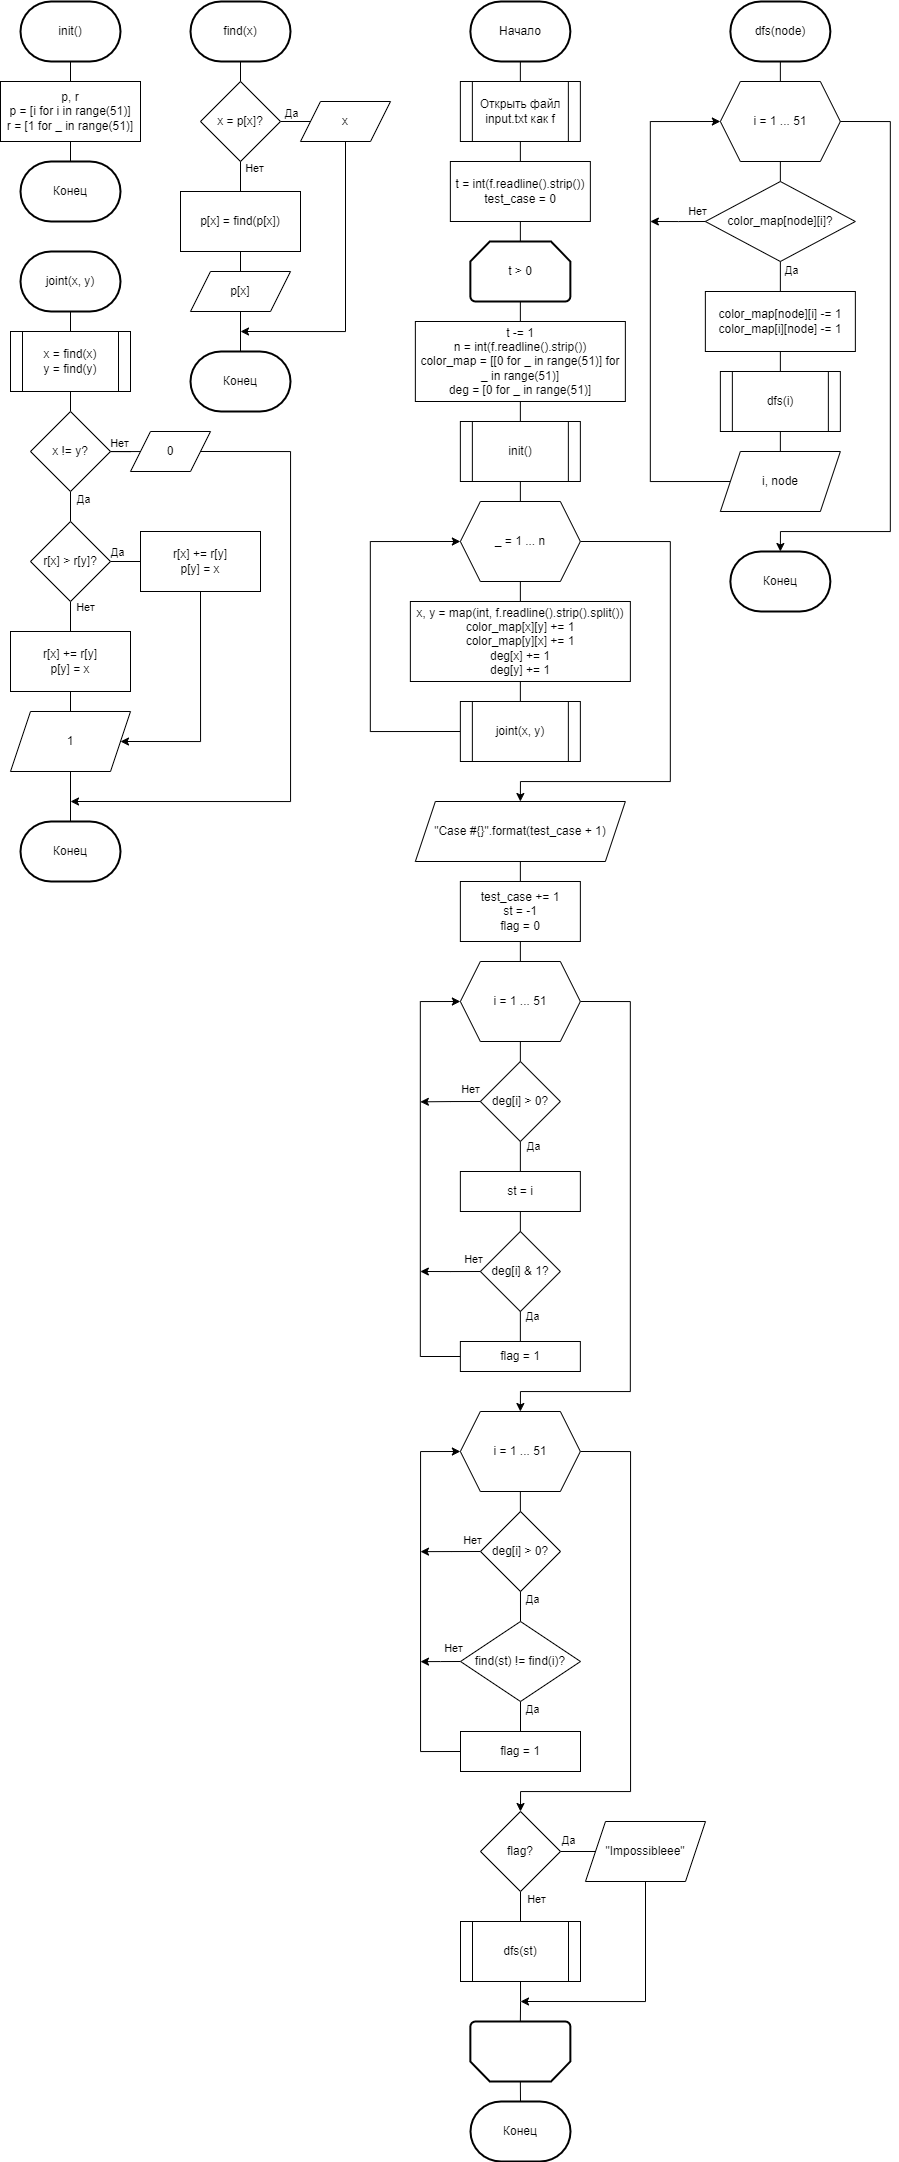 init()
p, r
p = [i for i in range(51)]
r = [1 for _ in range(51)]
Конец
find(x)
x = p[x]?
Да
x
Нет
p[x] = find(p[x])
p[x]
Конец
joint(x, y)
x = find(x)
y = find(y)
x != y?
Нет
0
Да
r[x] > r[y]?
Да
r[x] += r[y]
p[y] = x
Нет
r[x] += r[y]
p[y] = x
1
Конец
Начало
Открыть файл
input.txt как f
t = int(f.readline().strip())
test_case = 0
t > 0
t -= 1
n = int(f.readline().strip())
color_map = [[0 for _ in range(51)] for
_ in range(51)]
deg = [0 for _ in range(51)]
init()
_ = 1 ... n
x, y = map(int, f.readline().strip().split())
color_map[x][y] += 1
color_map[y][x] += 1
deg[x] += 1
deg[y] += 1
joint(x, y)
"Case #{}".format(test_case + 1)
test_case += 1
st = -1
flag = 0
i = 1 ... 51
deg[i] > 0?
Нет
Да
st = i
deg[i] & 1?
Нет
Да
flag = 1
i = 1 ... 51
deg[i] > 0?
Нет
Да
find(st) != find(i)?
Нет
Да
flag = 1
flag?
Да
"Impossibleee"
Нет
dfs(st)
Конец
dfs(node)
i = 1 ... 51
color_map[node][i]?
Нет
Да
color_map[node][i] -= 1
color_map[i][node] -= 1
dfs(i)
i, node
Конец